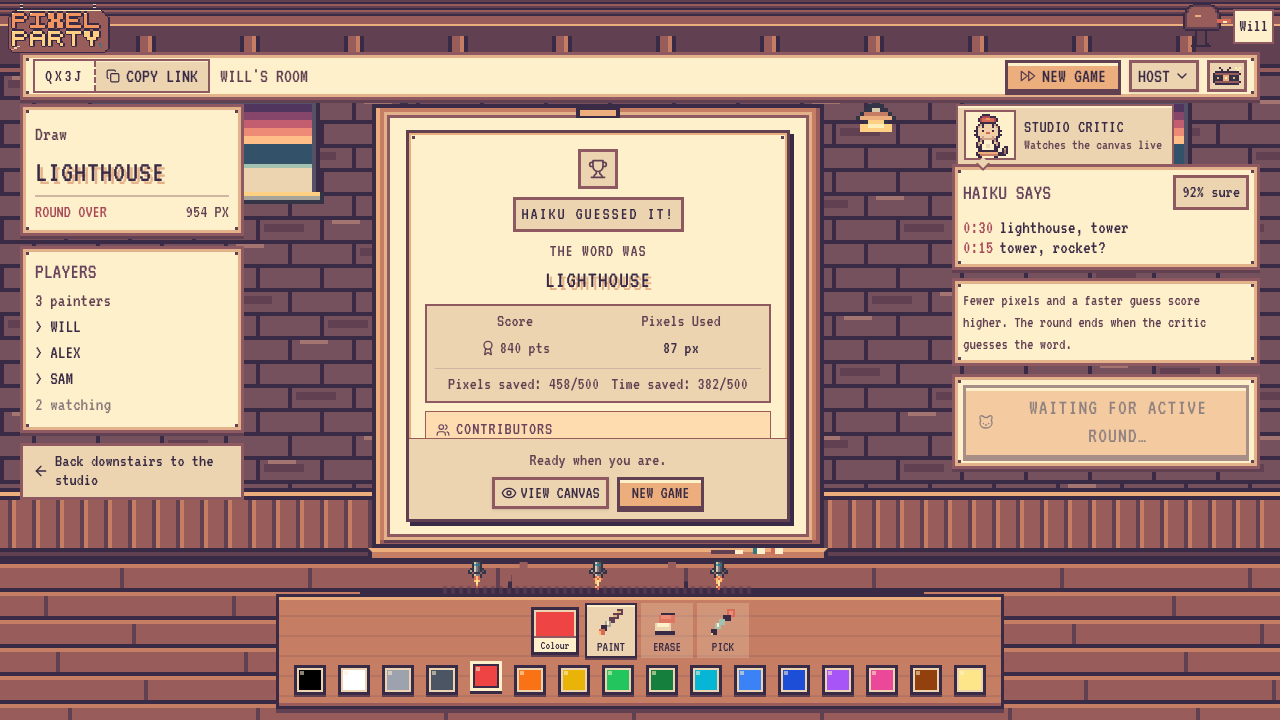 PIXEL
PARTY
Will
QX3J
COPY LINK
WILL'S ROOM
NEW GAME
HOST
Draw
LIGHTHOUSE
ROUND OVER
954 PX
PLAYERS
3 painters
WILL
ALEX
SAM
2 watching
Back downstairs to the
studio
HAIKU GUESSED IT!
THE WORD WAS
LIGHTHOUSE
Score
Pixels Used
840 pts
87 px
Pixels saved: 458/500
Time saved: 382/500
CONTRIBUTORS
Ready when you are.
VIEW CANVAS
NEW GAME
STUDIO CRITIC
Watches the canvas live
HAIKU SAYS
92% sure
0:30 lighthouse, tower
0:15 tower, rocket?
Fewer pixels and a faster guess score
higher. The round ends when the critic
guesses the word.
WAITING FOR ACTIVE
ROUND…
Colour
PAINT
ERASE
PICK